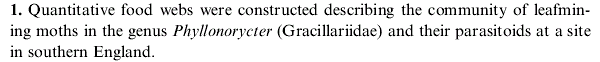 1. Quantitative food webs were constructed describing the community of leafmin-
ing moths in the genus Phyllonorycter (Gracillariidae) and their parasitoids at a site
in southern England.